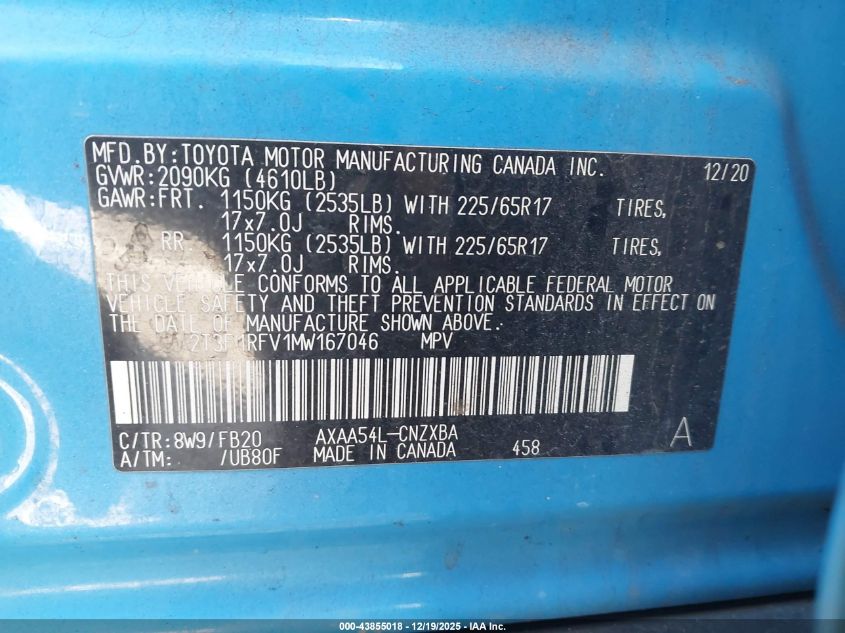 MFD.BY:TOYOTA MOTOR MANUFACTURING CANADA INC. 12/20
GVWR:2090KG (4610LB)
GAWR:FRT. 1150KG (2535LB) WITH 225/65R17 TIRES,
17x7.0J RIMS.
RR. 1150KG (2535LB) WITH 225/65R17 TIRES,
17x7.0J RIMS.
THIS VEHICLE CONFORMS TO ALL APPLICABLE FEDERAL MOTOR
VEHICLE SAFETY AND THEFT PREVENTION STANDARDS IN EFFECT ON
THE DATE OF MANUFACTURE SHOWN ABOVE.
2T3F1RFV1MW167046 MPV
C/TR:8W9/FB20 AXAA54L-CNZXBA A
A/TM: /UB80F MADE IN CANADA 458
000-43855018 - 12/19/2025 - IAA Inc.